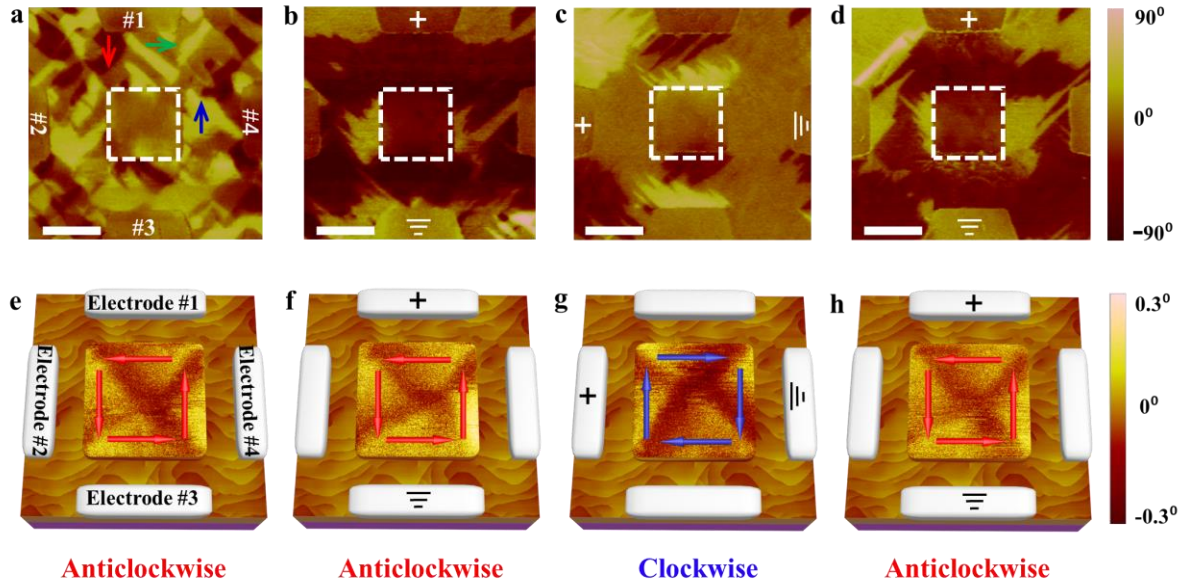 a
#1
#2
#4
#3
b
+
c
+
d
+
90⁰
0⁰
-90⁰
e
Electrode #1
Electrode #2
Electrode #4
Electrode #3
f
+
g
+
h
+
0.3⁰
0⁰
-0.3⁰
Anticlockwise
Anticlockwise
Clockwise
Anticlockwise